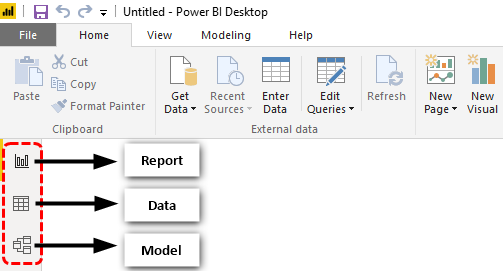 Untitled - Power BI Desktop
File Home View Modeling Help
Paste
Cut
Copy
Format Painter
Clipboard
Get Data
Recent Sources
Enter Data
Edit Queries
Refresh
External data
New Page
New Visual
Report
Data
Model